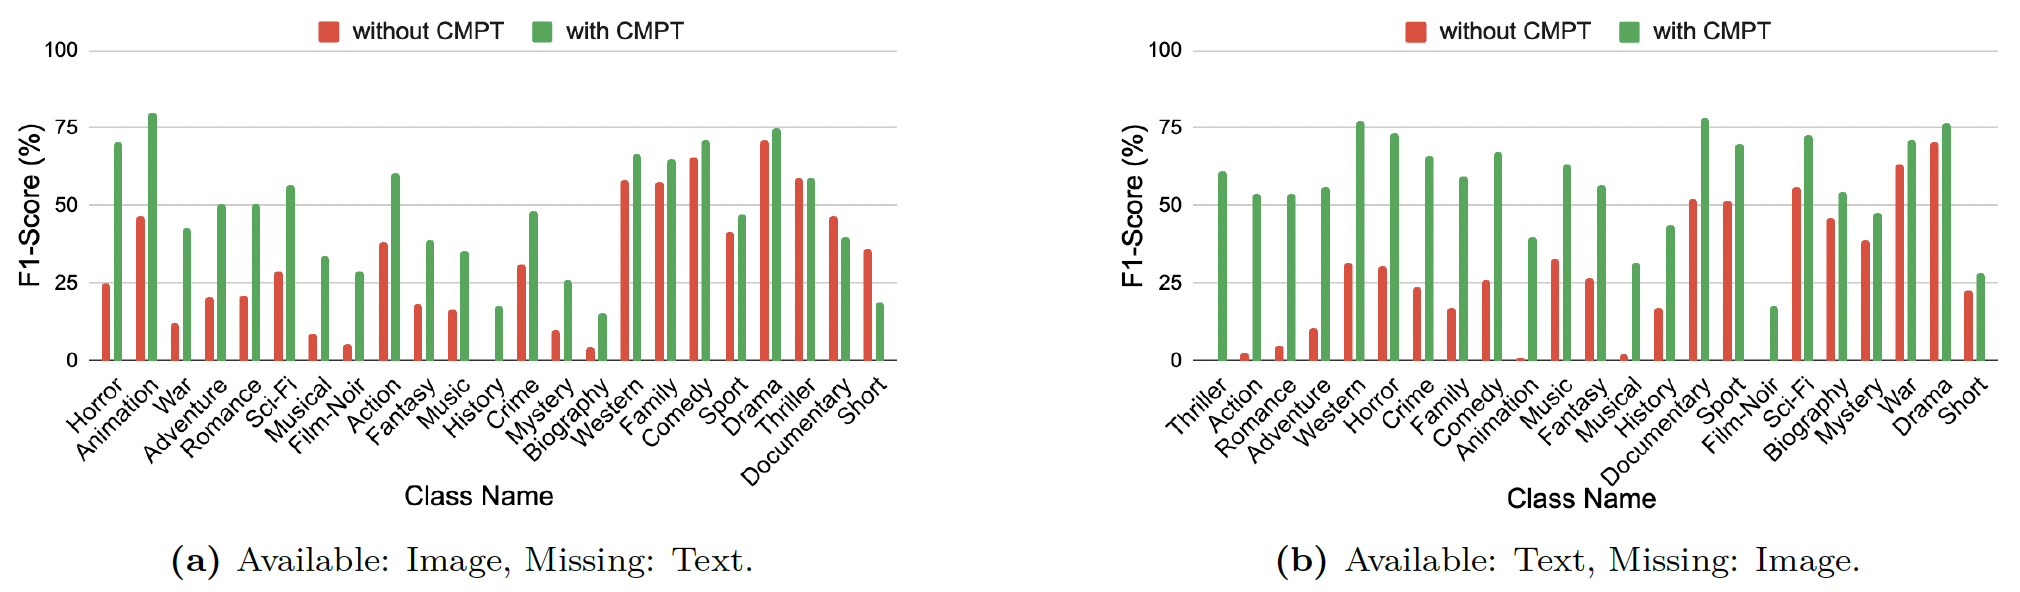 without CMPT with CMPT
100
75
50
25
0
F1-Score (%)
Horror Animation War Adventure Romance Sci-Fi Musical Film-Noir Action Fantasy Music History Crime Mystery Biography Western Family Comedy Sport Drama Thriller Documentary Short
Class Name
(a) Available: Image, Missing: Text.
without CMPT with CMPT
100
75
50
25
0
F1-Score (%)
Thriller Action Romance Adventure Western Horror Crime Family Comedy Animation Music Fantasy Musical History Documentary Sport Film-Noir Sci-Fi Biography Mystery War Drama Short
Class Name
(b) Available: Text, Missing: Image.